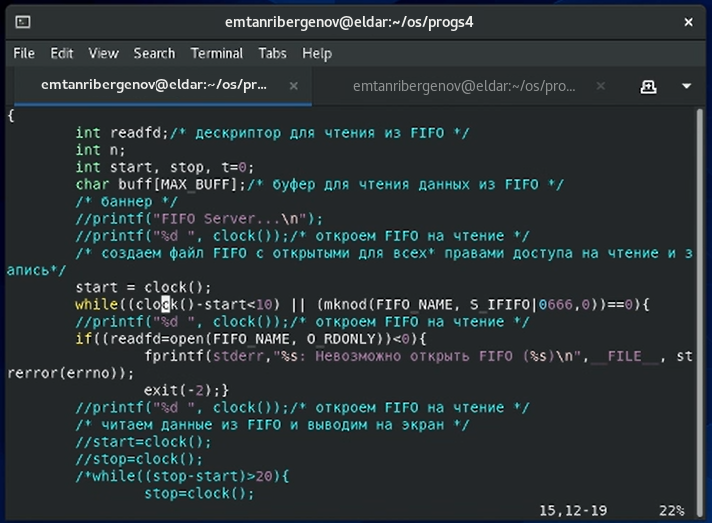 emtanribergenov@eldar:~/os/progs4
File Edit View Search Terminal Tabs Help
emtanribergenov@eldar:~/os/pr... emtanribergenov@eldar:~/os/pro...
{
int readfd;/* дескриптор для чтения из FIFO */
int n;
int start, stop, t=0;
char buff[MAX_BUFF];/* буфер для чтения данных из FIFO */
/* баннер */
//printf("FIFO Server...\n");
//printf("%d ", clock());/* откроем FIFO на чтение */
/* создаем файл FIFO с открытыми для всех* правами доступа на чтение и з
апись*/
start = clock();
while((clock()-start<10) || (mknod(FIFO_NAME, S_IFIFO|0666,0))==0){
//printf("%d ", clock());/* откроем FIFO на чтение */
if((readfd=open(FIFO_NAME, O_RDONLY))<0){
fprintf(stderr,"%s: Невозможно открыть FIFO (%s)\n",__FILE__, st
rerror(errno));
exit(-2);}
//printf("%d ", clock());/* откроем FIFO на чтение */
/* читаем данные из FIFO и выводим на экран */
//start=clock();
//stop=clock();
/*while((stop-start)>20){
stop=clock();
15,12-19 22%